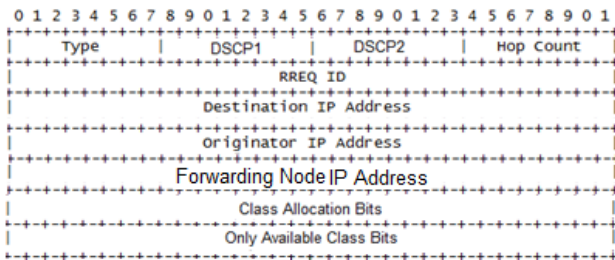 0 1 2 3 4 5 6 7 8 9 0 1 2 3 4 5 6 7 8 9 0 1 2 3 4 5 6 7 8 9 0 1
+-+-+-+-+-+-+-+-+-+-+-+-+-+-+-+-+-+-+-+-+-+-+-+-+-+-+-+-+-+-+-+-+
| Type | DSCP1 | DSCP2 | Hop Count |
+-+-+-+-+-+-+-+-+-+-+-+-+-+-+-+-+-+-+-+-+-+-+-+-+-+-+-+-+-+-+-+-+
| RREQ ID |
+-+-+-+-+-+-+-+-+-+-+-+-+-+-+-+-+-+-+-+-+-+-+-+-+-+-+-+-+-+-+-+-+
| Destination IP Address |
+-+-+-+-+-+-+-+-+-+-+-+-+-+-+-+-+-+-+-+-+-+-+-+-+-+-+-+-+-+-+-+-+
| Originator IP Address |
+-+-+-+-+-+-+-+-+-+-+-+-+-+-+-+-+-+-+-+-+-+-+-+-+-+-+-+-+-+-+-+-+
| Forwarding Node IP Address |
+-+-+-+-+-+-+-+-+-+-+-+-+-+-+-+-+-+-+-+-+-+-+-+-+-+-+-+-+-+-+-+-+
| Class Allocation Bits |
+-+-+-+-+-+-+-+-+-+-+-+-+-+-+-+-+-+-+-+-+-+-+-+-+-+-+-+-+-+-+-+-+
| Only Available Class Bits |
+-+-+-+-+-+-+-+-+-+-+-+-+-+-+-+-+-+-+-+-+-+-+-+-+-+-+-+-+-+-+-+-+